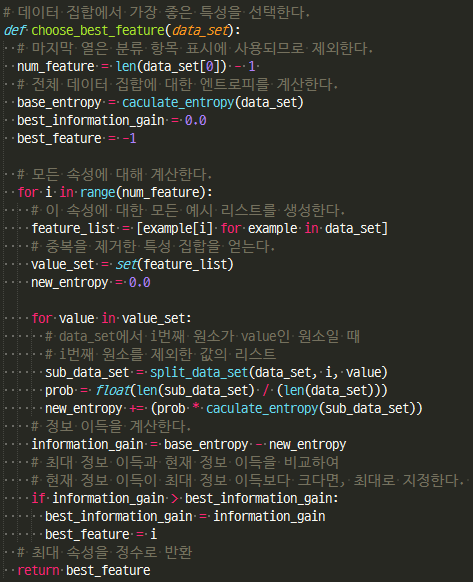 # 데이터 집합에서 가장 좋은 특성을 선택한다.
def choose_best_feature(data_set):
  # 마지막 열은 분류 항목 표시에 사용되므로 제외한다.
  num_feature = len(data_set[0]) - 1
  # 전체 데이터 집합에 대한 엔트로피를 계산한다.
  base_entropy = caculate_entropy(data_set)
  best_information_gain = 0.0
  best_feature = -1

  # 모든 속성에 대해 계산한다.
  for i in range(num_feature):
    # 이 속성에 대한 모든 예시 리스트를 생성한다.
    feature_list = [example[i] for example in data_set]
    # 중복을 제거한 특성 집합을 얻는다.
    value_set = set(feature_list)
    new_entropy = 0.0

    for value in value_set:
      # data_set에서 i번째 원소가 value인 원소일 때
      # i번째 원소를 제외한 값의 리스트
      sub_data_set = split_data_set(data_set, i, value)
      prob = float(len(sub_data_set) / (len(data_set)))
      new_entropy += (prob * caculate_entropy(sub_data_set))
    # 정보 이득을 계산한다.
    information_gain = base_entropy - new_entropy
    # 최대 정보 이득과 현재 정보 이득을 비교하여
    # 현재 정보 이득이 최대 정보 이득보다 크다면, 최대로 지정한다.
    if information_gain > best_information_gain:
      best_information_gain = information_gain
      best_feature = i
  # 최대 속성을 정수로 반환
  return best_feature